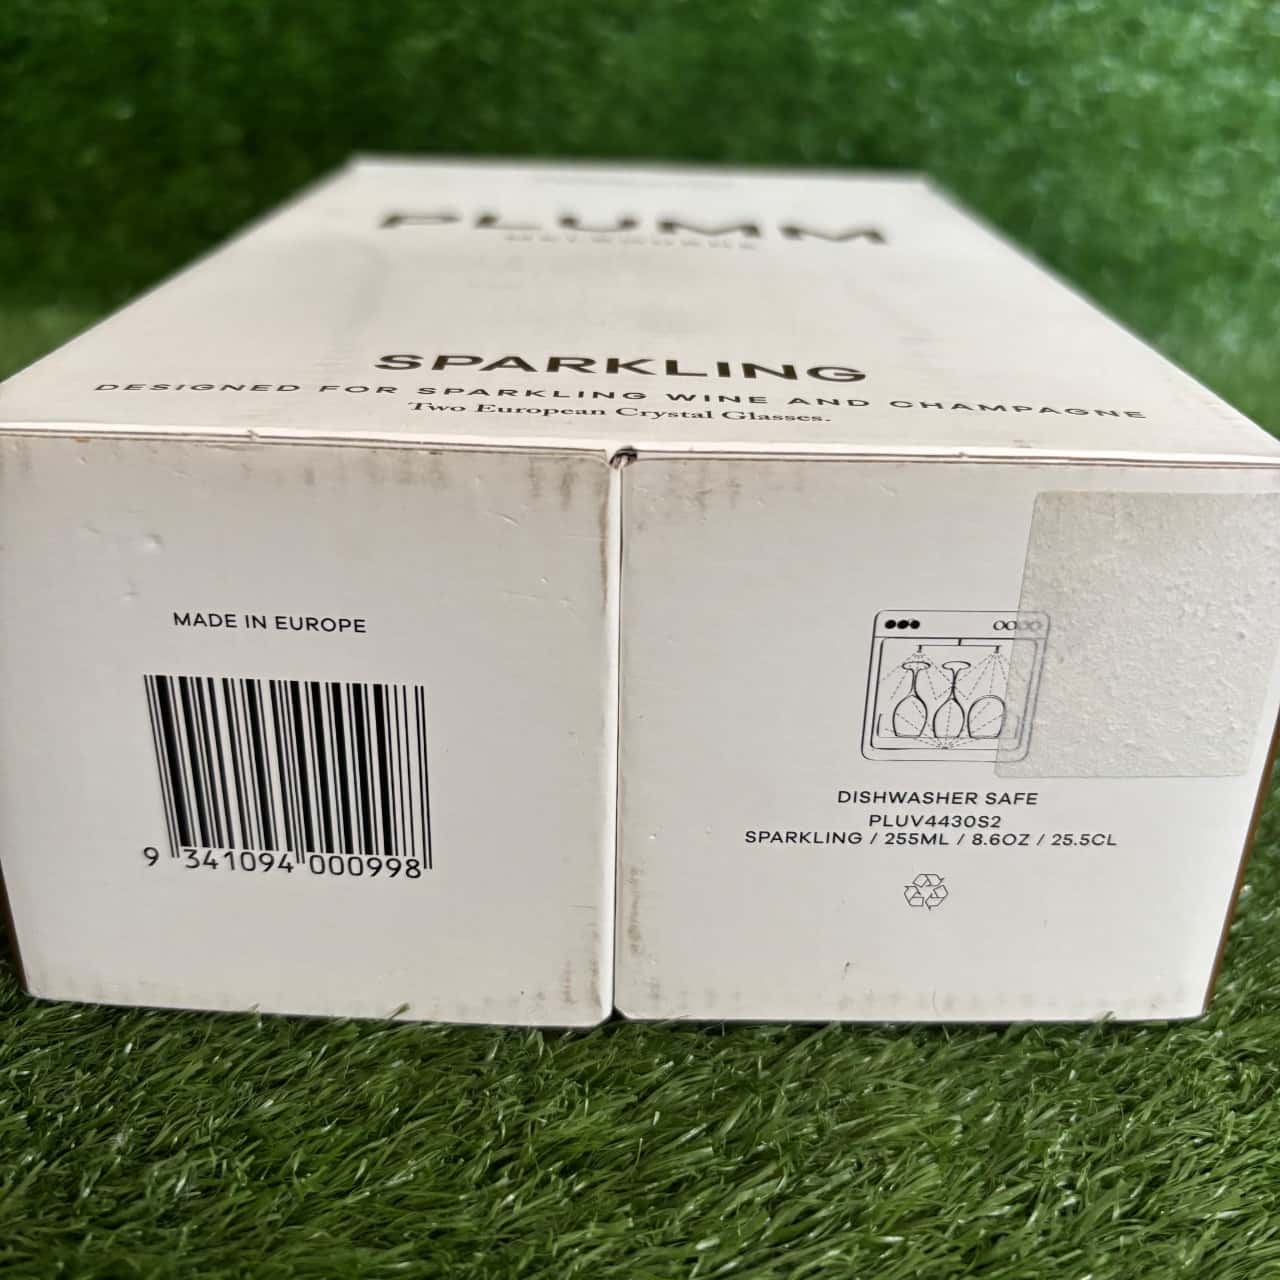 PLUMM
SPARKLING
DESIGNED FOR SPARKLING WINE AND CHAMPAGNE
Two European Crystal Glasses.
MADE IN EUROPE
9 341094 000998
DISHWASHER SAFE
PLUV4430S2
SPARKLING / 255ML / 8.6OZ / 25.5CL